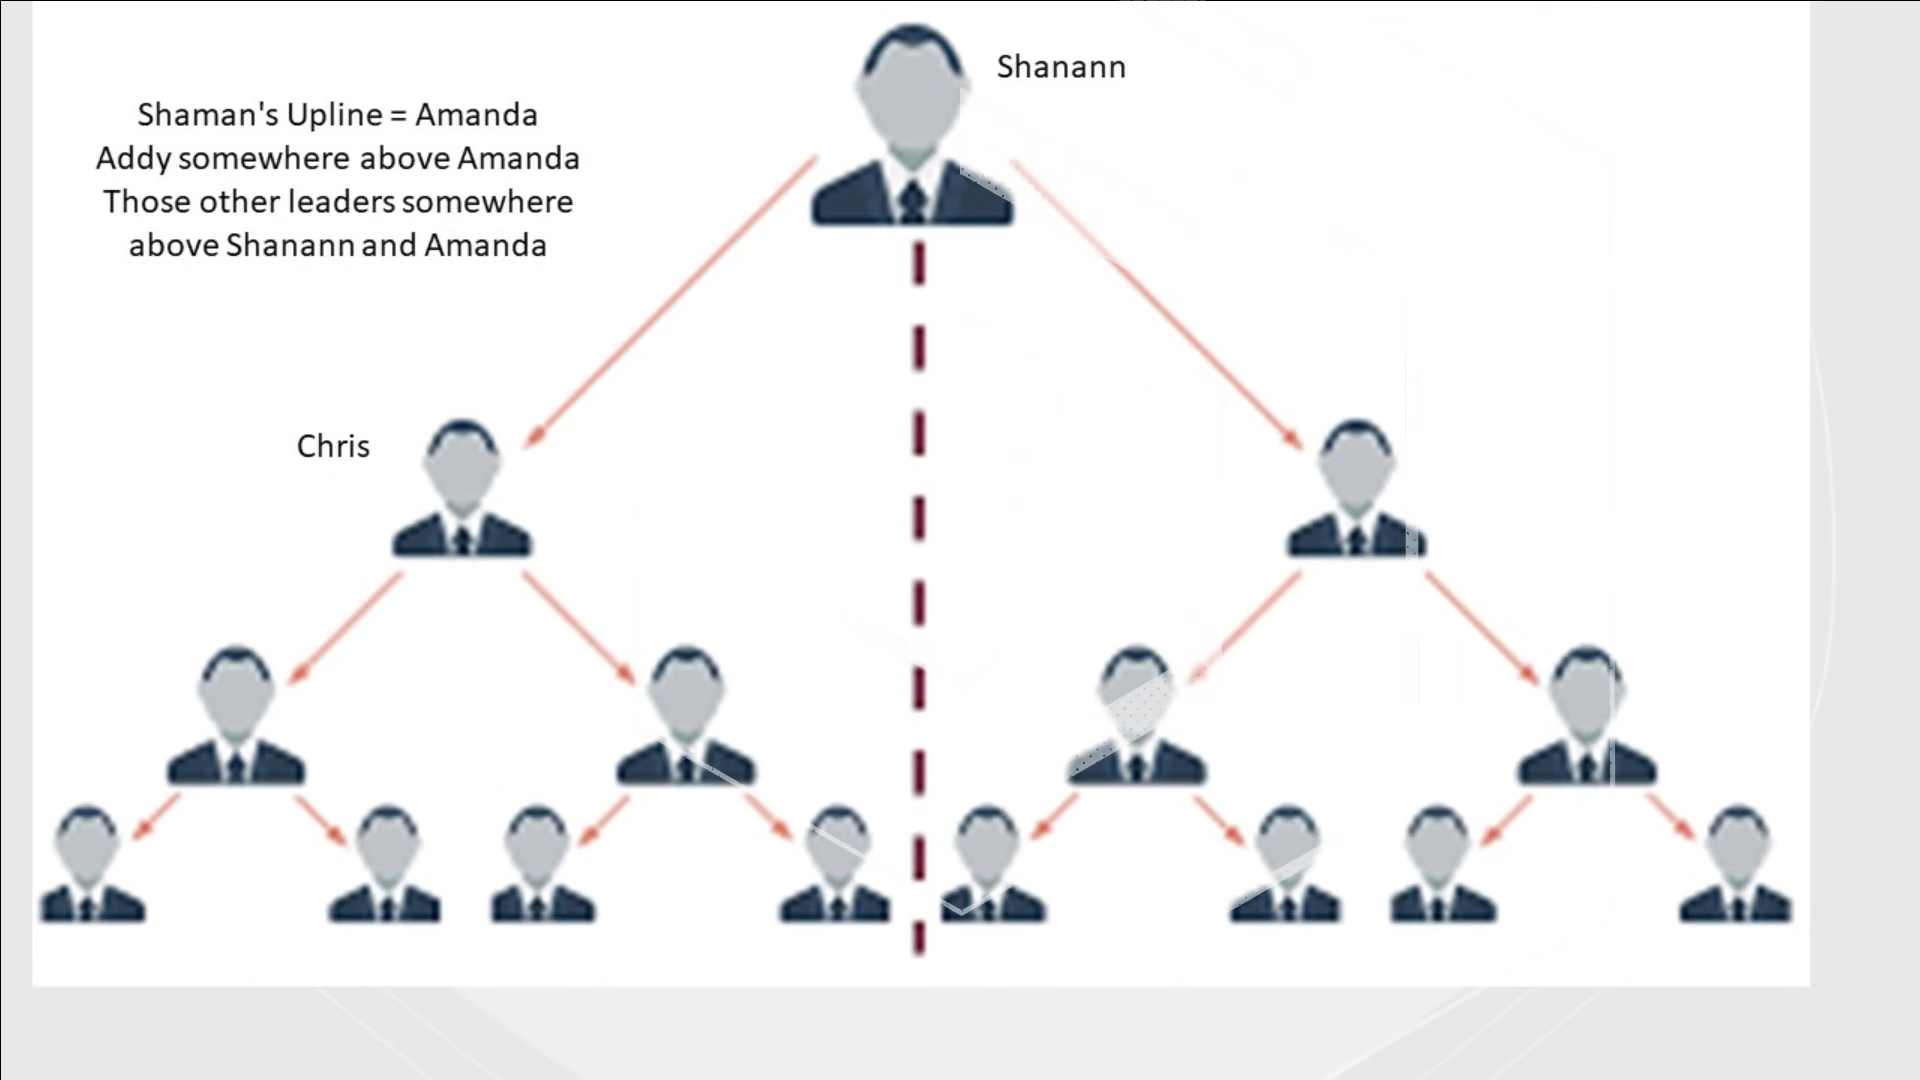 Shanann
Shaman's Upline = Amanda
Addy somewhere above Amanda
Those other leaders somewhere
above Shanann and Amanda
Chris